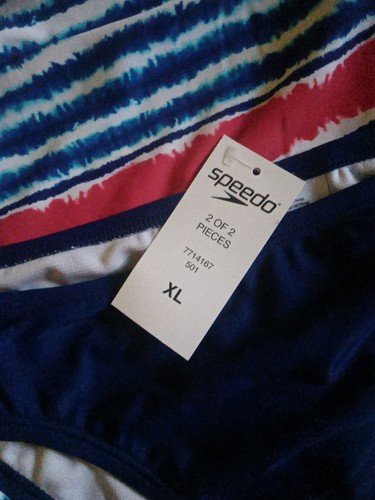 speedo
2 OF 2
PIECES
7714167
501
XL